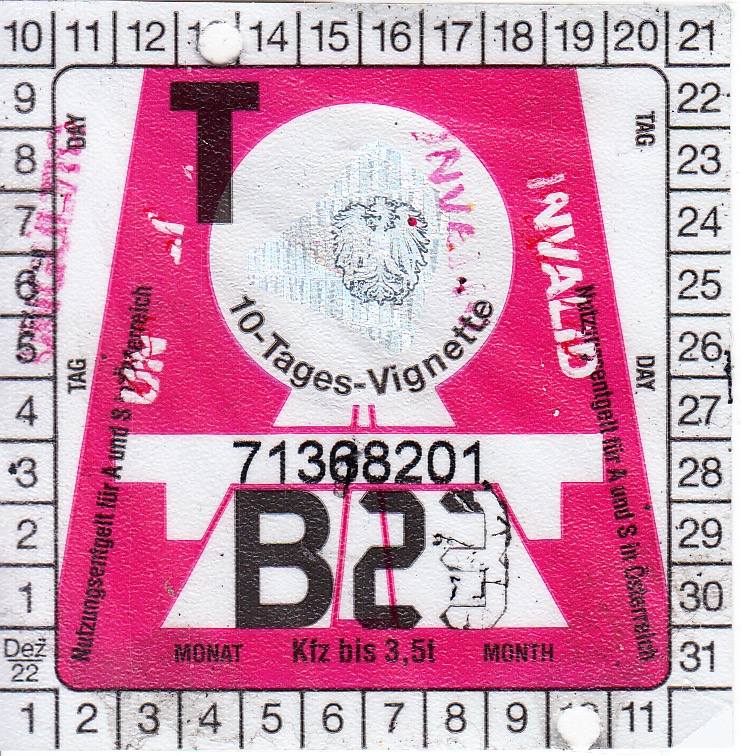 10 11 12 14 15 16 17 18 19 20 21
9
8
7
6
5
4
3
2
1
Dez
22
22
23
24
25
26
27
28
29
30
31
DAY
TAG
TAG
DAY
T
INVALID
10-Tages-Vignette
Nutzungsentgelt für A und S in Österreich
Nutzungsentgelt für A und S in Österreich
B2
MONAT Kfz bis 3,5t MONTH
1 2 3 4 5 6 7 8 9 11